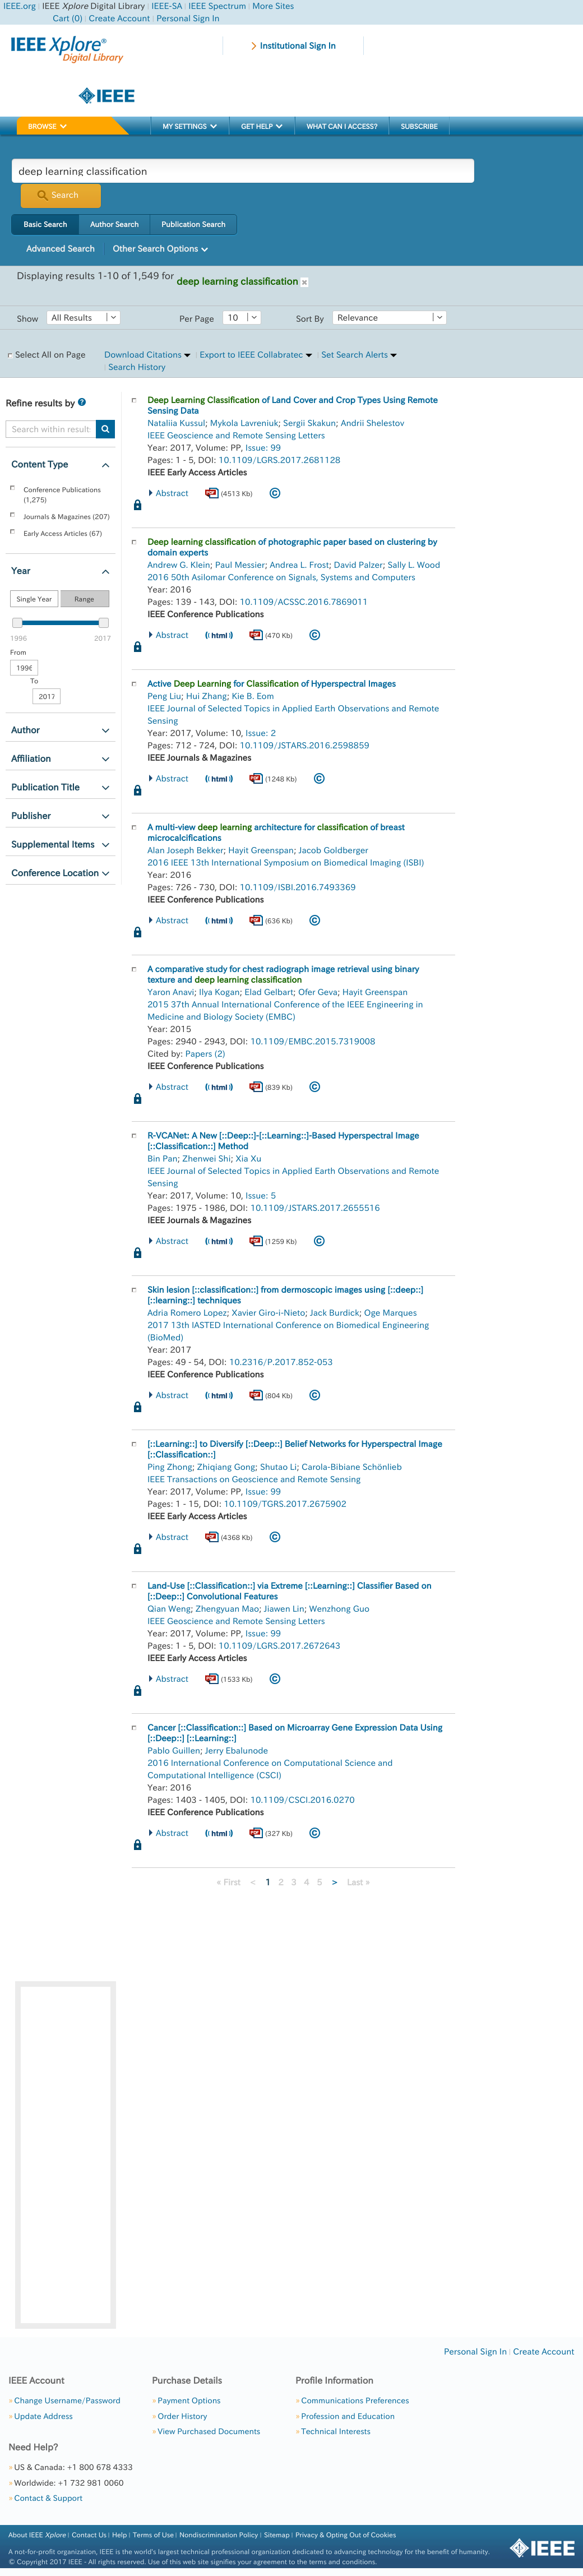 IEEE.org | IEEE Xplore Digital Library | IEEE-SA | IEEE Spectrum | More Sites
Cart (0) | Create Account | Personal Sign In
IEEE Xplore®
Digital Library
Institutional Sign In
IEEE
BROWSE
MY SETTINGS
GET HELP
WHAT CAN I ACCESS?
SUBSCRIBE
deep learning classification
Search
Basic Search
Author Search
Publication Search
Advanced Search
Other Search Options
Displaying results 1-10 of 1,549 for deep learning classification x
Show All Results
Per Page 10
Sort By Relevance
Select All on Page
Download Citations | Export to IEEE Collabratec | Set Search Alerts
| Search History
Refine results by ?
Search within result
Content Type
Conference Publications
(1,275)
Journals & Magazines (207)
Early Access Articles (67)
Year
Single Year
Range
1996
2017
From
1996
To
2017
Author
Affiliation
Publication Title
Publisher
Supplemental Items
Conference Location
Deep Learning Classification of Land Cover and Crop Types Using Remote
Sensing Data
Nataliia Kussul; Mykola Lavreniuk; Sergii Skakun; Andrii Shelestov
IEEE Geoscience and Remote Sensing Letters
Year: 2017, Volume: PP, Issue: 99
Pages: 1 - 5, DOI: 10.1109/LGRS.2017.2681128
IEEE Early Access Articles
Abstract PDF (4513 Kb) ©
Deep learning classification of photographic paper based on clustering by
domain experts
Andrew G. Klein; Paul Messier; Andrea L. Frost; David Palzer; Sally L. Wood
2016 50th Asilomar Conference on Signals, Systems and Computers
Year: 2016
Pages: 139 - 143, DOI: 10.1109/ACSSC.2016.7869011
IEEE Conference Publications
Abstract (html) PDF (470 Kb) ©
Active Deep Learning for Classification of Hyperspectral Images
Peng Liu; Hui Zhang; Kie B. Eom
IEEE Journal of Selected Topics in Applied Earth Observations and Remote
Sensing
Year: 2017, Volume: 10, Issue: 2
Pages: 712 - 724, DOI: 10.1109/JSTARS.2016.2598859
IEEE Journals & Magazines
Abstract (html) PDF (1248 Kb) ©
A multi-view deep learning architecture for classification of breast
microcalcifications
Alan Joseph Bekker; Hayit Greenspan; Jacob Goldberger
2016 IEEE 13th International Symposium on Biomedical Imaging (ISBI)
Year: 2016
Pages: 726 - 730, DOI: 10.1109/ISBI.2016.7493369
IEEE Conference Publications
Abstract (html) PDF (636 Kb) ©
A comparative study for chest radiograph image retrieval using binary
texture and deep learning classification
Yaron Anavi; Ilya Kogan; Elad Gelbart; Ofer Geva; Hayit Greenspan
2015 37th Annual International Conference of the IEEE Engineering in
Medicine and Biology Society (EMBC)
Year: 2015
Pages: 2940 - 2943, DOI: 10.1109/EMBC.2015.7319008
Cited by: Papers (2)
IEEE Conference Publications
Abstract (html) PDF (839 Kb) ©
R-VCANet: A New [::Deep::]-[::Learning::]-Based Hyperspectral Image
[::Classification::] Method
Bin Pan; Zhenwei Shi; Xia Xu
IEEE Journal of Selected Topics in Applied Earth Observations and Remote
Sensing
Year: 2017, Volume: 10, Issue: 5
Pages: 1975 - 1986, DOI: 10.1109/JSTARS.2017.2655516
IEEE Journals & Magazines
Abstract (html) PDF (1259 Kb) ©
Skin lesion [::classification::] from dermoscopic images using [::deep::]
[::learning::] techniques
Adria Romero Lopez; Xavier Giro-i-Nieto; Jack Burdick; Oge Marques
2017 13th IASTED International Conference on Biomedical Engineering
(BioMed)
Year: 2017
Pages: 49 - 54, DOI: 10.2316/P.2017.852-053
IEEE Conference Publications
Abstract (html) PDF (804 Kb) ©
[::Learning::] to Diversify [::Deep::] Belief Networks for Hyperspectral Image
[::Classification::]
Ping Zhong; Zhiqiang Gong; Shutao Li; Carola-Bibiane Schönlieb
IEEE Transactions on Geoscience and Remote Sensing
Year: 2017, Volume: PP, Issue: 99
Pages: 1 - 15, DOI: 10.1109/TGRS.2017.2675902
IEEE Early Access Articles
Abstract PDF (4368 Kb) ©
Land-Use [::Classification::] via Extreme [::Learning::] Classifier Based on
[::Deep::] Convolutional Features
Qian Weng; Zhengyuan Mao; Jiawen Lin; Wenzhong Guo
IEEE Geoscience and Remote Sensing Letters
Year: 2017, Volume: PP, Issue: 99
Pages: 1 - 5, DOI: 10.1109/LGRS.2017.2672643
IEEE Early Access Articles
Abstract PDF (1533 Kb) ©
Cancer [::Classification::] Based on Microarray Gene Expression Data Using
[::Deep::] [::Learning::]
Pablo Guillen; Jerry Ebalunode
2016 International Conference on Computational Science and
Computational Intelligence (CSCI)
Year: 2016
Pages: 1403 - 1405, DOI: 10.1109/CSCI.2016.0270
IEEE Conference Publications
Abstract (html) PDF (327 Kb) ©
« First < 1 2 3 4 5 > Last »
Personal Sign In | Create Account
IEEE Account
» Change Username/Password
» Update Address
Purchase Details
» Payment Options
» Order History
» View Purchased Documents
Profile Information
» Communications Preferences
» Profession and Education
» Technical Interests
Need Help?
» US & Canada: +1 800 678 4333
» Worldwide: +1 732 981 0060
» Contact & Support
About IEEE Xplore | Contact Us | Help | Terms of Use | Nondiscrimination Policy | Sitemap | Privacy & Opting Out of Cookies
A not-for-profit organization, IEEE is the world's largest technical professional organization dedicated to advancing technology for the benefit of humanity.
© Copyright 2017 IEEE - All rights reserved. Use of this web site signifies your agreement to the terms and conditions.
IEEE